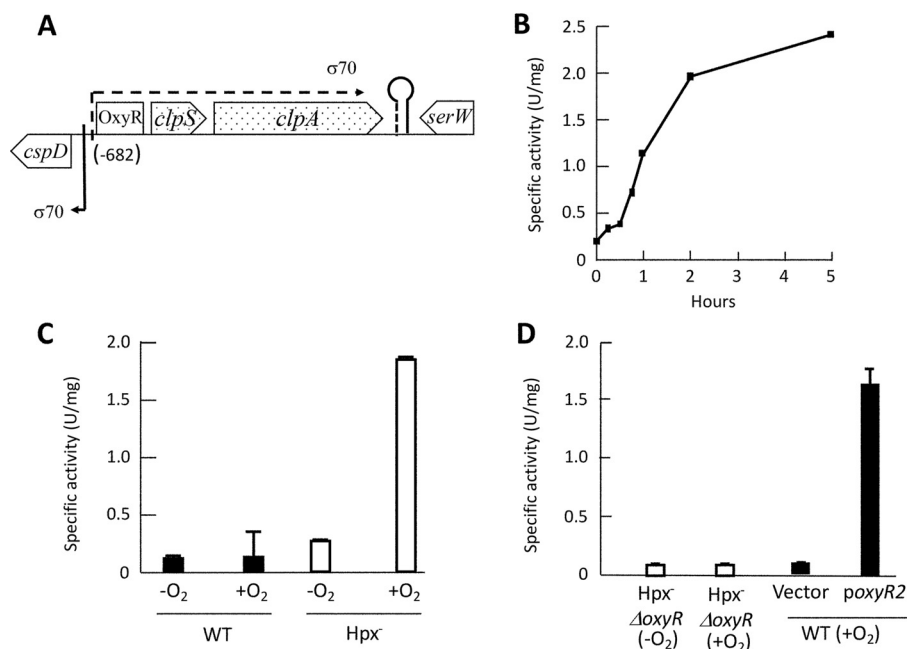 A
σ70
OxyR
clpS
clpA
serW
cspD
(-682)
σ70
B
Specific activity (U/mg)
2.5
2.0
1.5
1.0
0.5
0
0 1 2 3 4 5
Hours
C
Specific activity (U/mg)
2.0
1.5
1.0
0.5
0
-O₂ +O₂ -O₂ +O₂
WT Hpx⁻
D
Specific activity (U/mg)
2.0
1.5
1.0
0.5
0
Hpx⁻ Hpx⁻ Vector poxyR2
ΔoxyR ΔoxyR
(-O₂) (+O₂) WT (+O₂)